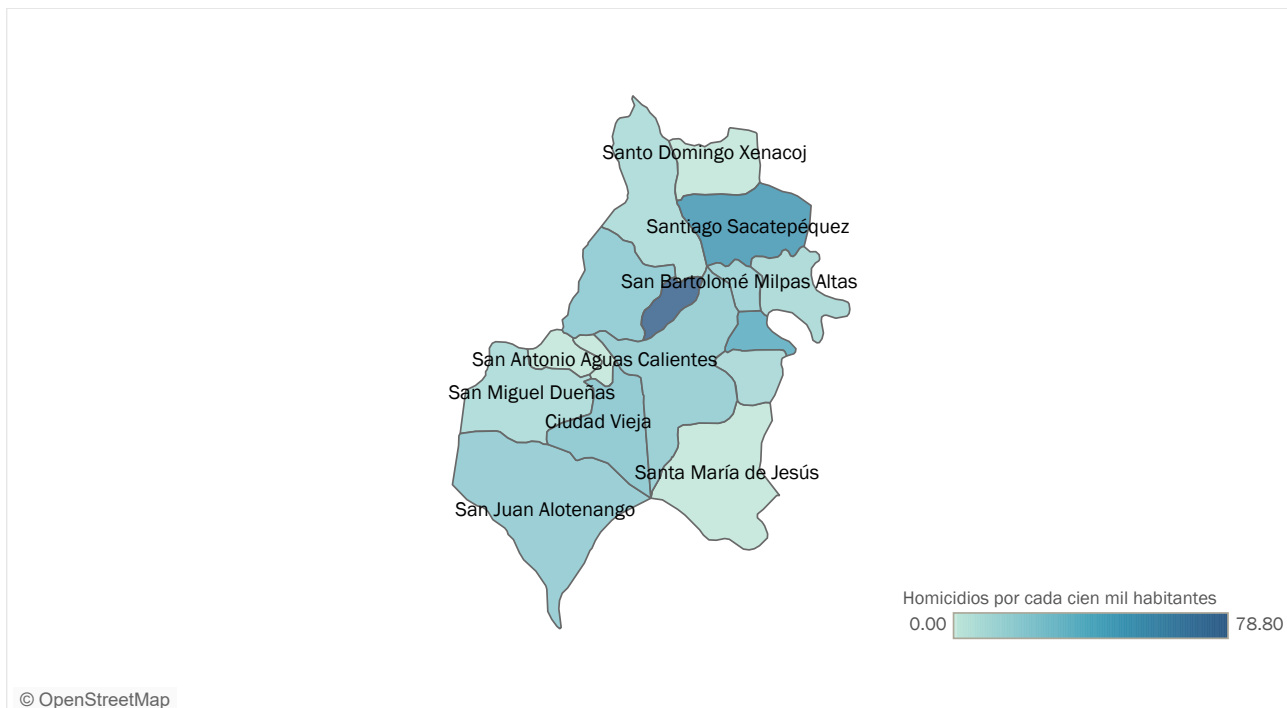 Santo Domingo Xenacoj
Santiago Sacatepéquez
San Bartolomé Milpas Altas
San Antonio Aguas Calientes
San Miguel Dueñas
Ciudad Vieja
Santa María de Jesús
San Juan Alotenango
Homicidios por cada cien mil habitantes
0.00 78.80
© OpenStreetMap